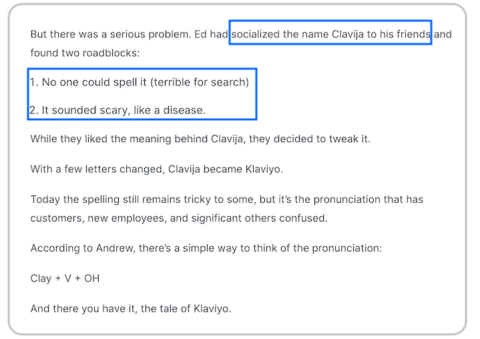 But there was a serious problem. Ed had socialized the name Clavija to his friends and
found two roadblocks:
1. No one could spell it (terrible for search)
2. It sounded scary, like a disease.
While they liked the meaning behind Clavija, they decided to tweak it.
With a few letters changed, Clavija became Klaviyo.
Today the spelling still remains tricky to some, but it's the pronunciation that has
customers, new employees, and significant others confused.
According to Andrew, there's a simple way to think of the pronunciation:
Clay + V + OH
And there you have it, the tale of Klaviyo.